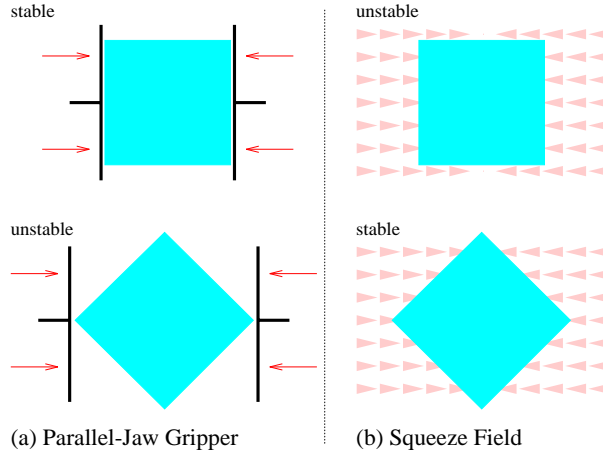 stable
unstable
unstable
stable
(a) Parallel-Jaw Gripper
(b) Squeeze Field